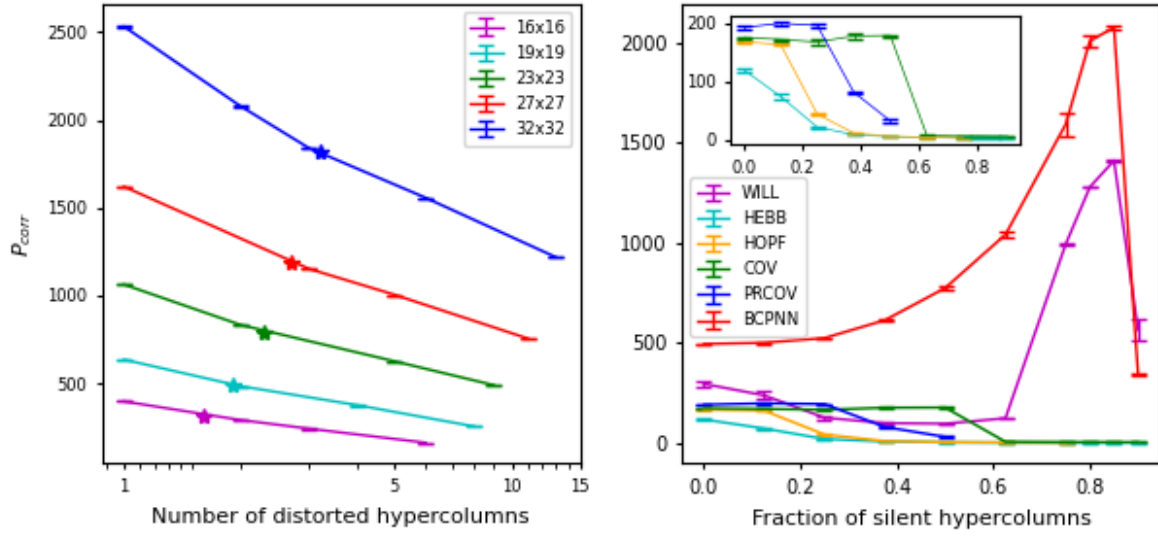 2500
2000
1500
1000
500
P_corr
16x16
19x19
23x23
27x27
32x32
1
5
10
15
Number of distorted hypercolumns
2000
1500
1000
500
0
200
100
0
0.0
0.2
0.4
0.6
0.8
WILL
HEBB
HOPF
COV
PRCOV
BCPNN
0.0
0.2
0.4
0.6
0.8
Fraction of silent hypercolumns